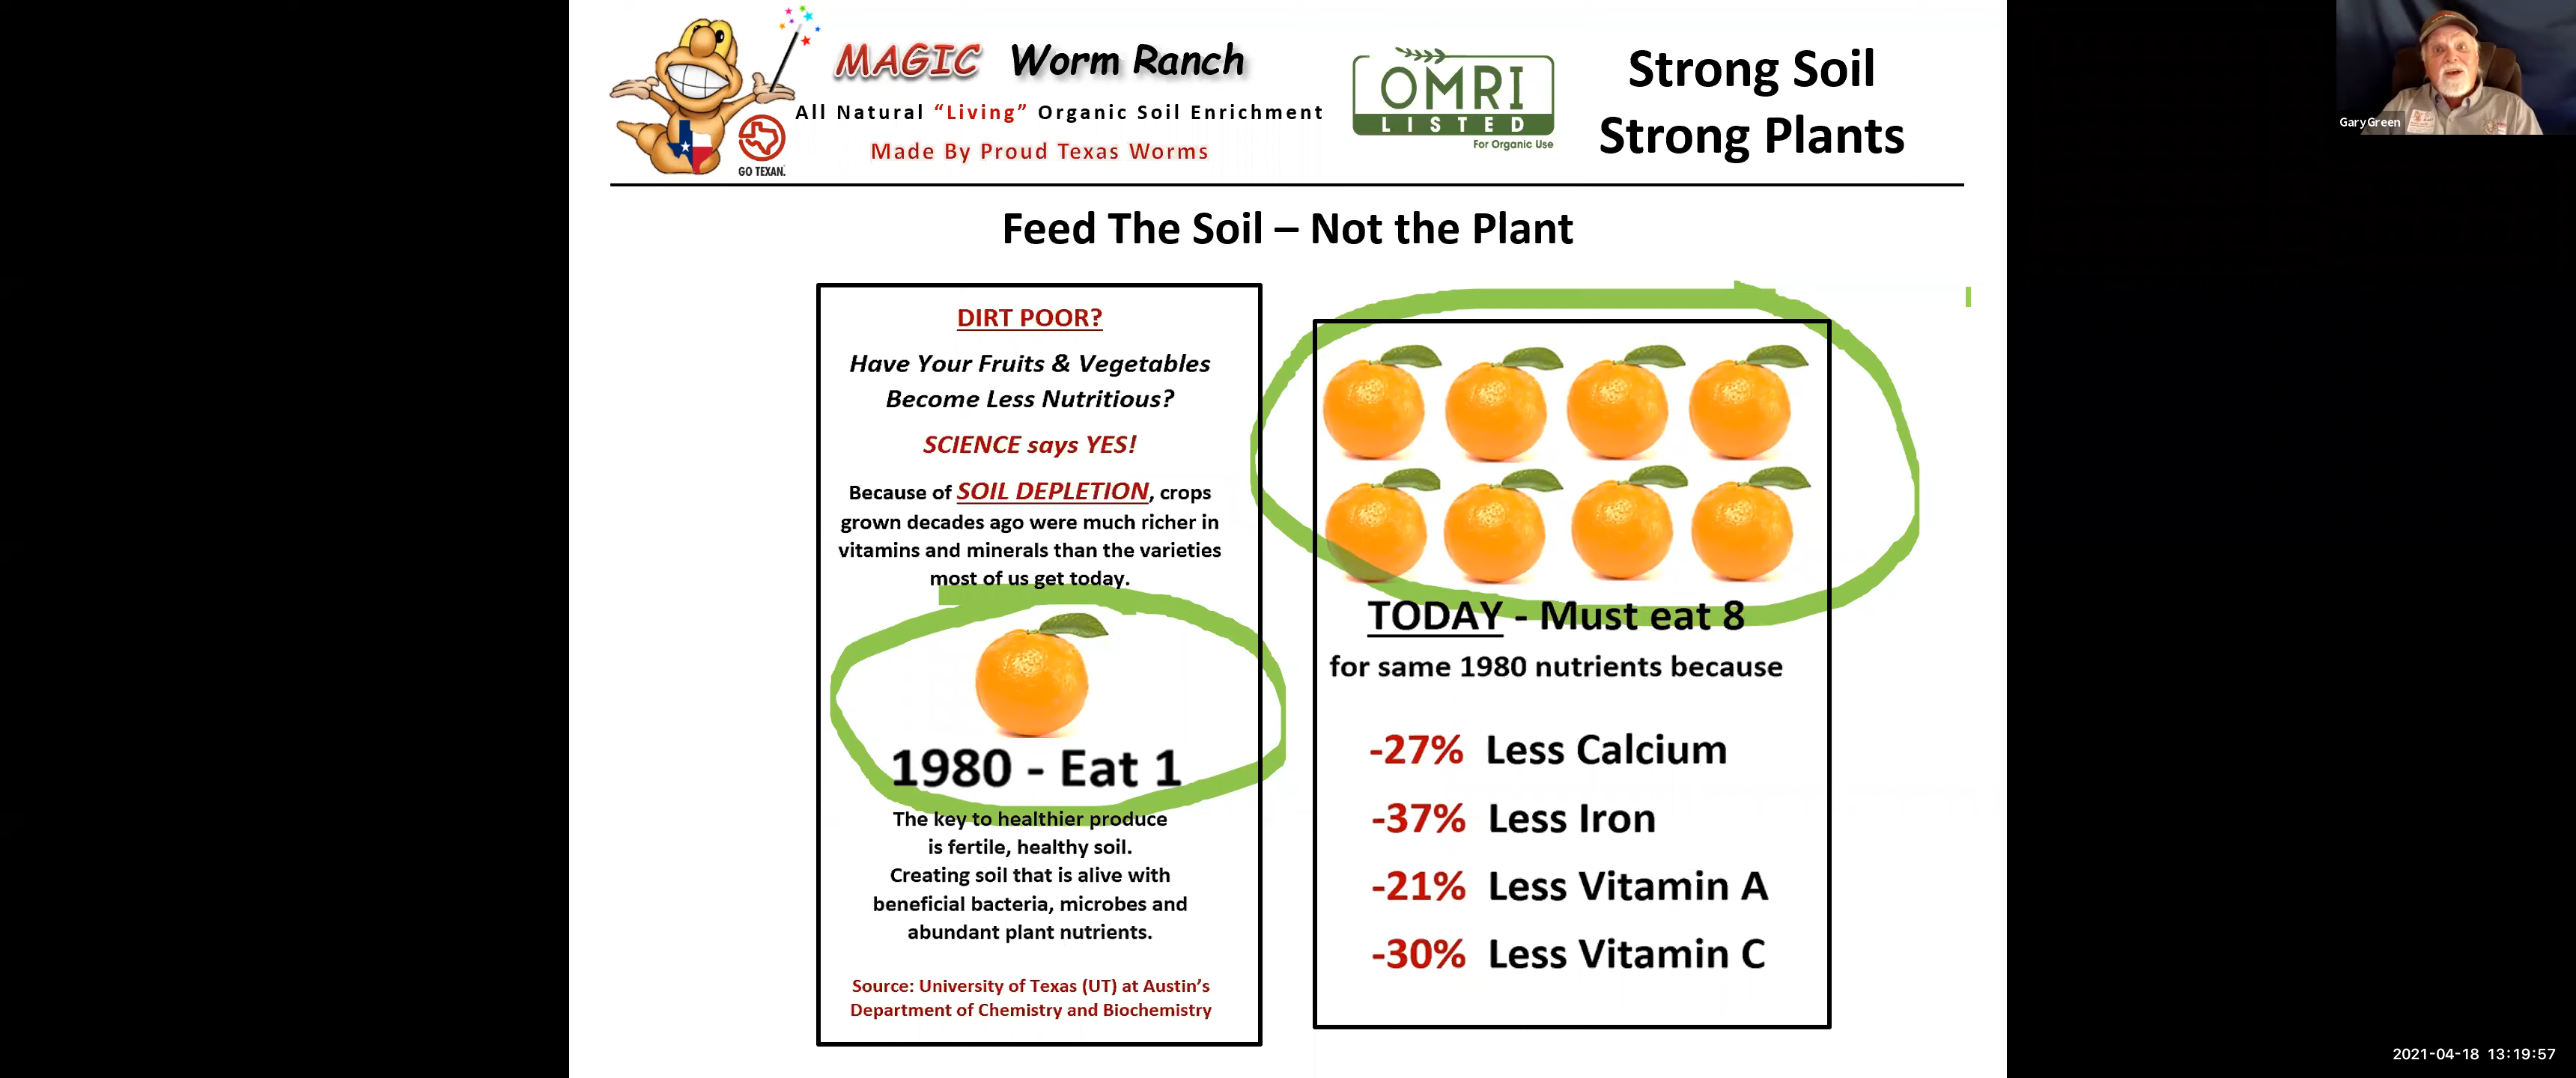 MAGIC Worm Ranch
All Natural “Living” Organic Soil Enrichment
Made By Proud Texas Worms
GO TEXAN.
OMRI
LISTED
For Organic Use
Strong Soil
Strong Plants
GaryGreen
Feed The Soil – Not the Plant
DIRT POOR?
Have Your Fruits & Vegetables
Become Less Nutritious?
SCIENCE says YES!
Because of SOIL DEPLETION, crops
grown decades ago were much richer in
vitamins and minerals than the varieties
most of us get today.
1980 - Eat 1
The key to healthier produce
is fertile, healthy soil.
Creating soil that is alive with
beneficial bacteria, microbes and
abundant plant nutrients.
Source: University of Texas (UT) at Austin’s
Department of Chemistry and Biochemistry
TODAY - Must eat 8
for same 1980 nutrients because
-27% Less Calcium
-37% Less Iron
-21% Less Vitamin A
-30% Less Vitamin C
2021-04-18 13:19:57